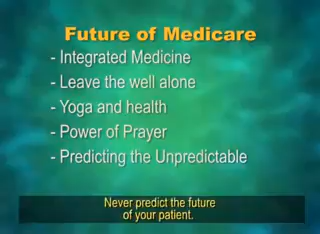 Future of Medicare
- Integrated Medicine
- Leave the well alone
- Yoga and health
- Power of Prayer
- Predicting the Unpredictable
Never predict the future
of your patient.